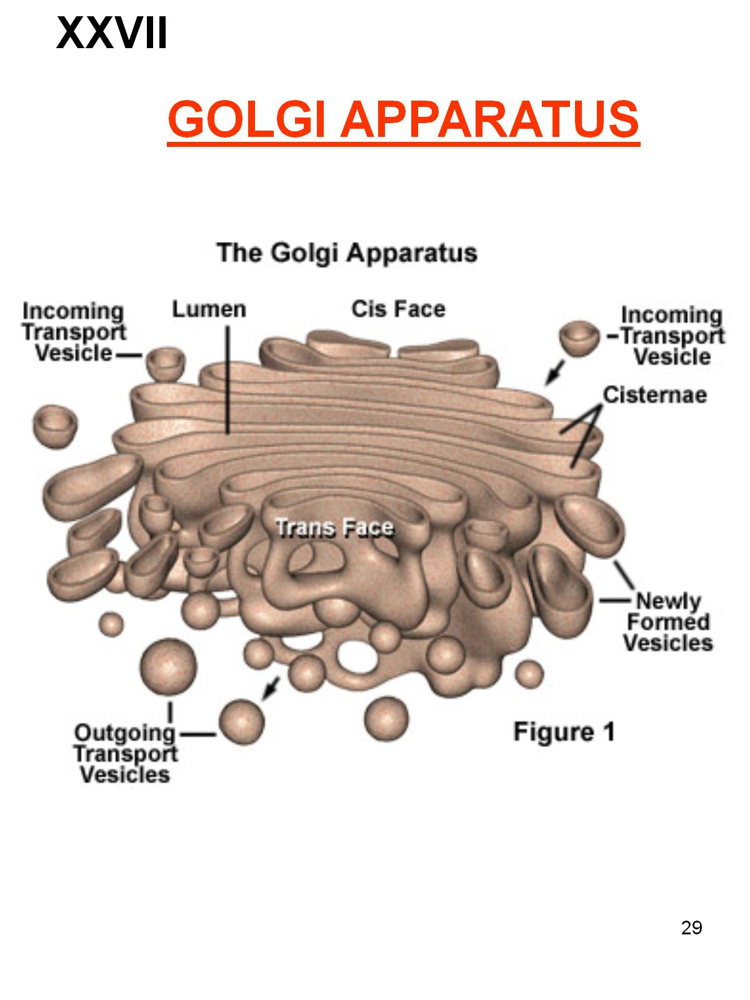 XXVII
GOLGI APPARATUS
The Golgi Apparatus
Incoming
Transport
Vesicle
Lumen
Cis Face
Incoming
Transport
Vesicle
Cisternae
Trans Face
Newly
Formed
Vesicles
Outgoing
Transport
Vesicles
Figure 1
29